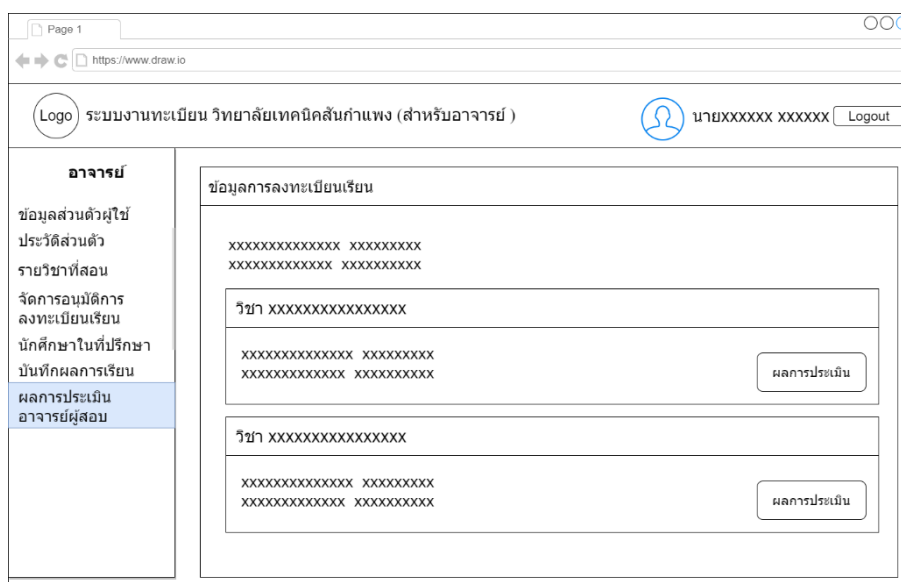 Page 1
https://www.draw.io
Logo ระบบงานทะเบียน วิทยาลัยเทคนิคสันกำแพง (สำหรับอาจารย์ ) นายxxxxxx xxxxxx Logout
อาจารย์
ข้อมูลส่วนตัวผู้ใช้
ประวัติส่วนตัว
รายวิชาที่สอน
จัดการอนุมัติการ
ลงทะเบียนเรียน
นักศึกษาในที่ปรึกษา
บันทึกผลการเรียน
ผลการประเมิน
อาจารย์ผู้สอบ
ข้อมูลการลงทะเบียนเรียน
xxxxxxxxxxxxxx xxxxxxxxx
xxxxxxxxxxxxx xxxxxxxxxx
วิชา xxxxxxxxxxxxxxxx
xxxxxxxxxxxxxx xxxxxxxxx
xxxxxxxxxxxxx xxxxxxxxxx
ผลการประเมิน
วิชา xxxxxxxxxxxxxxxx
xxxxxxxxxxxxxx xxxxxxxxx
xxxxxxxxxxxxx xxxxxxxxxx
ผลการประเมิน